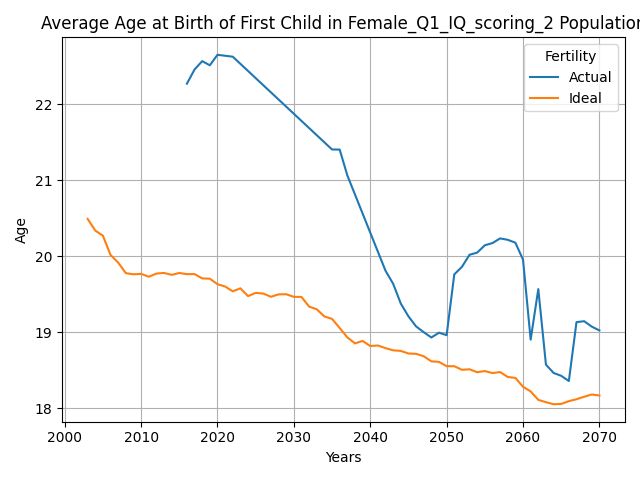 Average Age at Birth of First Child in Female_Q1_IQ_scoring_2 Population
Fertility
Actual
Ideal
22
21
20
19
18
Age
2000 2010 2020 2030 2040 2050 2060 2070
Years